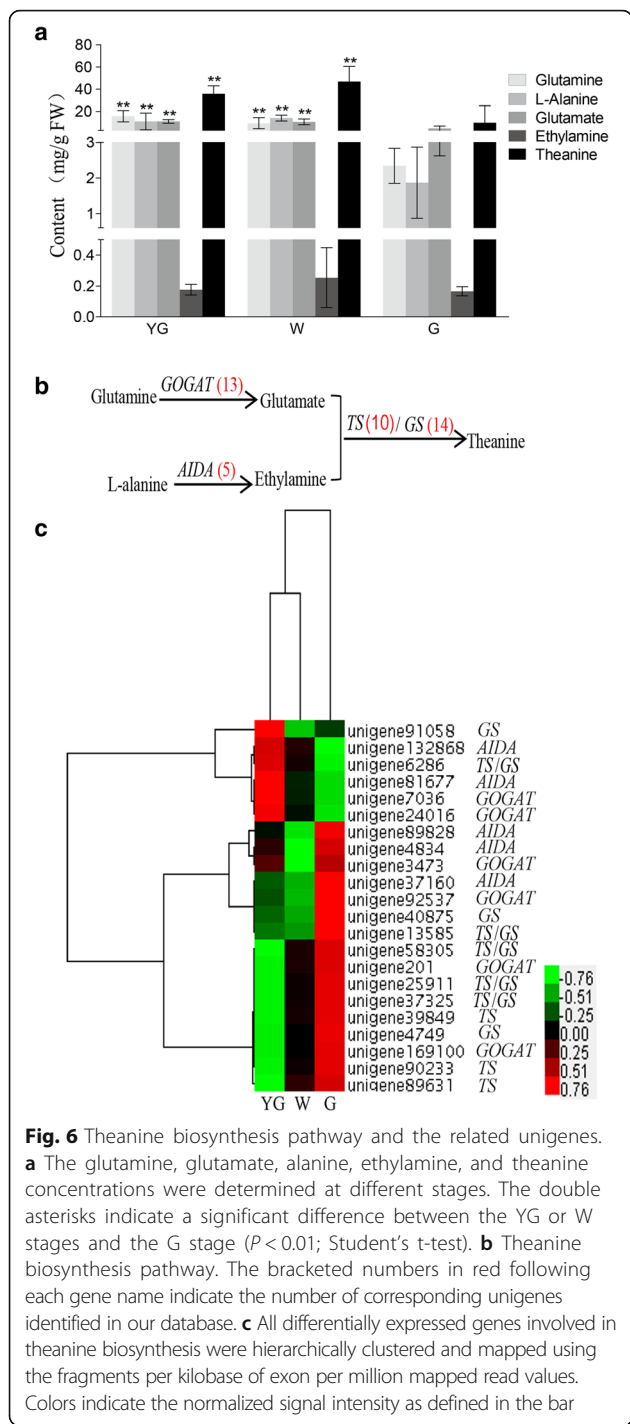 a
80
60
40
20
3
2
1
0.4
0.2
0.0
Content (mg/g FW)
** ** ** ** ** ** ** **
YG W G
Glutamine
L-Alanine
Glutamate
Ethylamine
Theanine
b
Glutamine GOGAT (13) Glutamate
TS(10)/ GS (14) Theanine
L-alanine AIDA (5) Ethylamine
c
unigene91058 GS
unigene132868 AIDA
unigene6286 TS/GS
unigene81677 AIDA
unigene7036 GOGAT
unigene24016 GOGAT
unigene89828 AIDA
unigene4834 AIDA
unigene3473 GOGAT
unigene37160 AIDA
unigene92537 GOGAT
unigene40875 GS
unigene13585 TS/GS
unigene58305 TS/GS
unigene201 GOGAT
unigene25911 TS/GS
unigene37325 TS/GS
unigene39849 TS
unigene4749 GS
unigene169100 GOGAT
unigene90233 TS
unigene89631 TS
YG W G
-0.76
-0.51
-0.25
0.00
0.25
0.51
0.76
Fig. 6 Theanine biosynthesis pathway and the related unigenes.
a The glutamine, glutamate, alanine, ethylamine, and theanine
concentrations were determined at different stages. The double
asterisks indicate a significant difference between the YG or W
stages and the G stage (P < 0.01; Student's t-test). b Theanine
biosynthesis pathway. The bracketed numbers in red following
each gene name indicate the number of corresponding unigenes
identified in our database. c All differentially expressed genes involved in
theanine biosynthesis were hierarchically clustered and mapped using
the fragments per kilobase of exon per million mapped read values.
Colors indicate the normalized signal intensity as defined in the bar